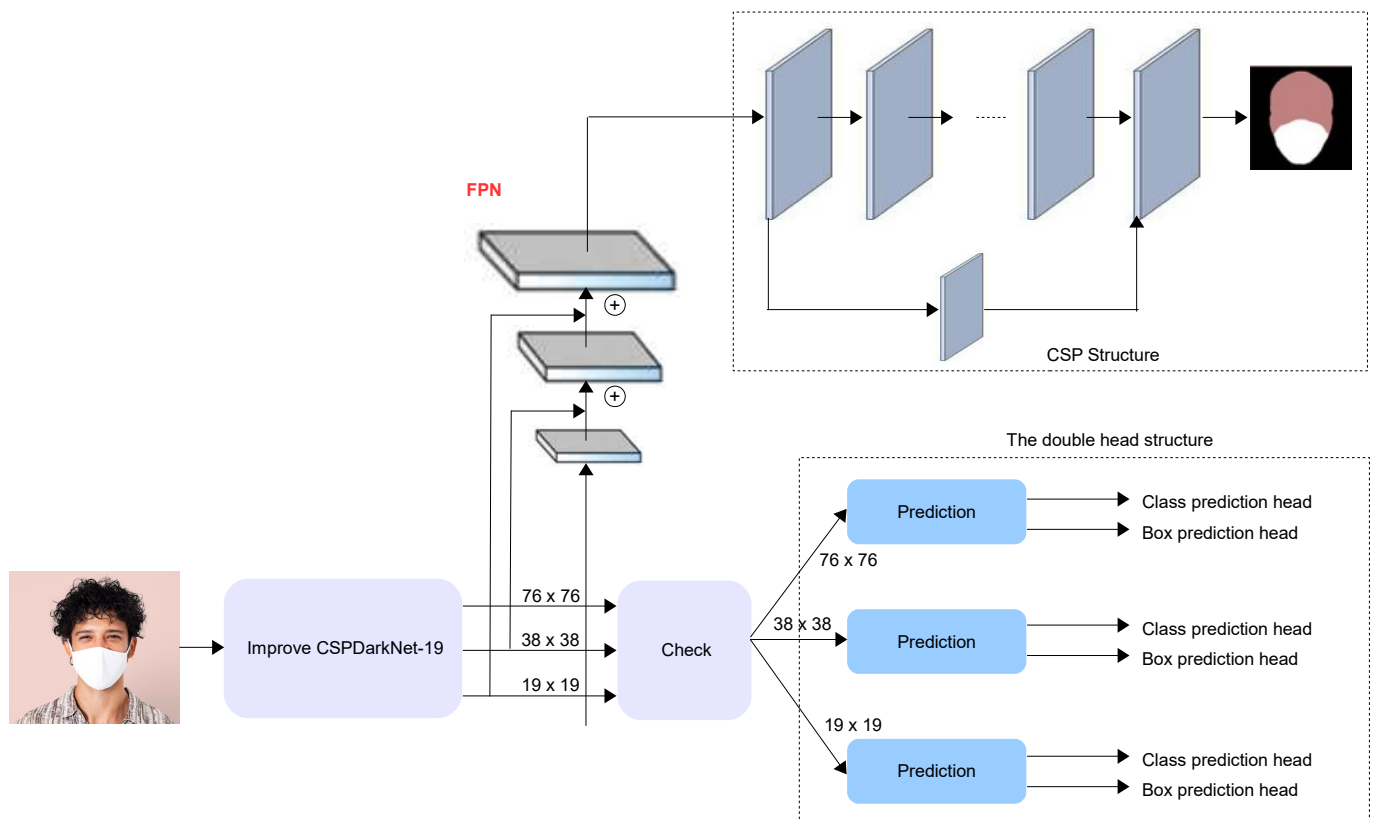 FPN
CSP Structure
The double head structure
Prediction
Class prediction head
Box prediction head
76 x 76
Improve CSPDarkNet-19
76 x 76
38 x 38
19 x 19
Check
38 x 38
Prediction
Class prediction head
Box prediction head
19 x 19
Prediction
Class prediction head
Box prediction head